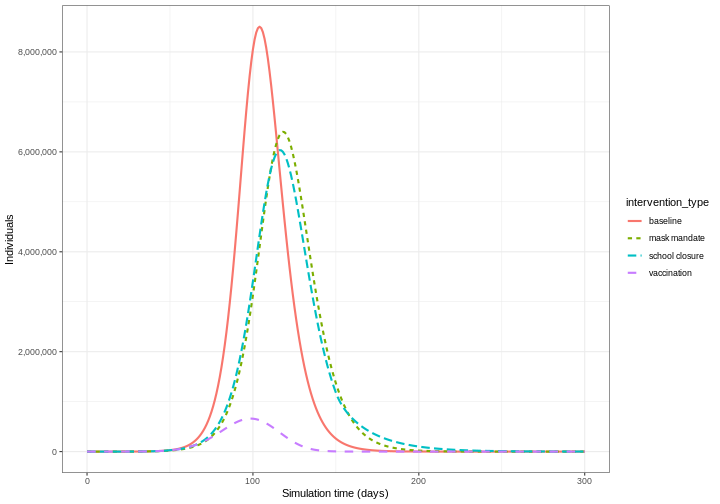 8,000,000
6,000,000
4,000,000
2,000,000
0
Individuals
0
100
200
300
Simulation time (days)
intervention_type
baseline
mask mandate
school closure
vaccination